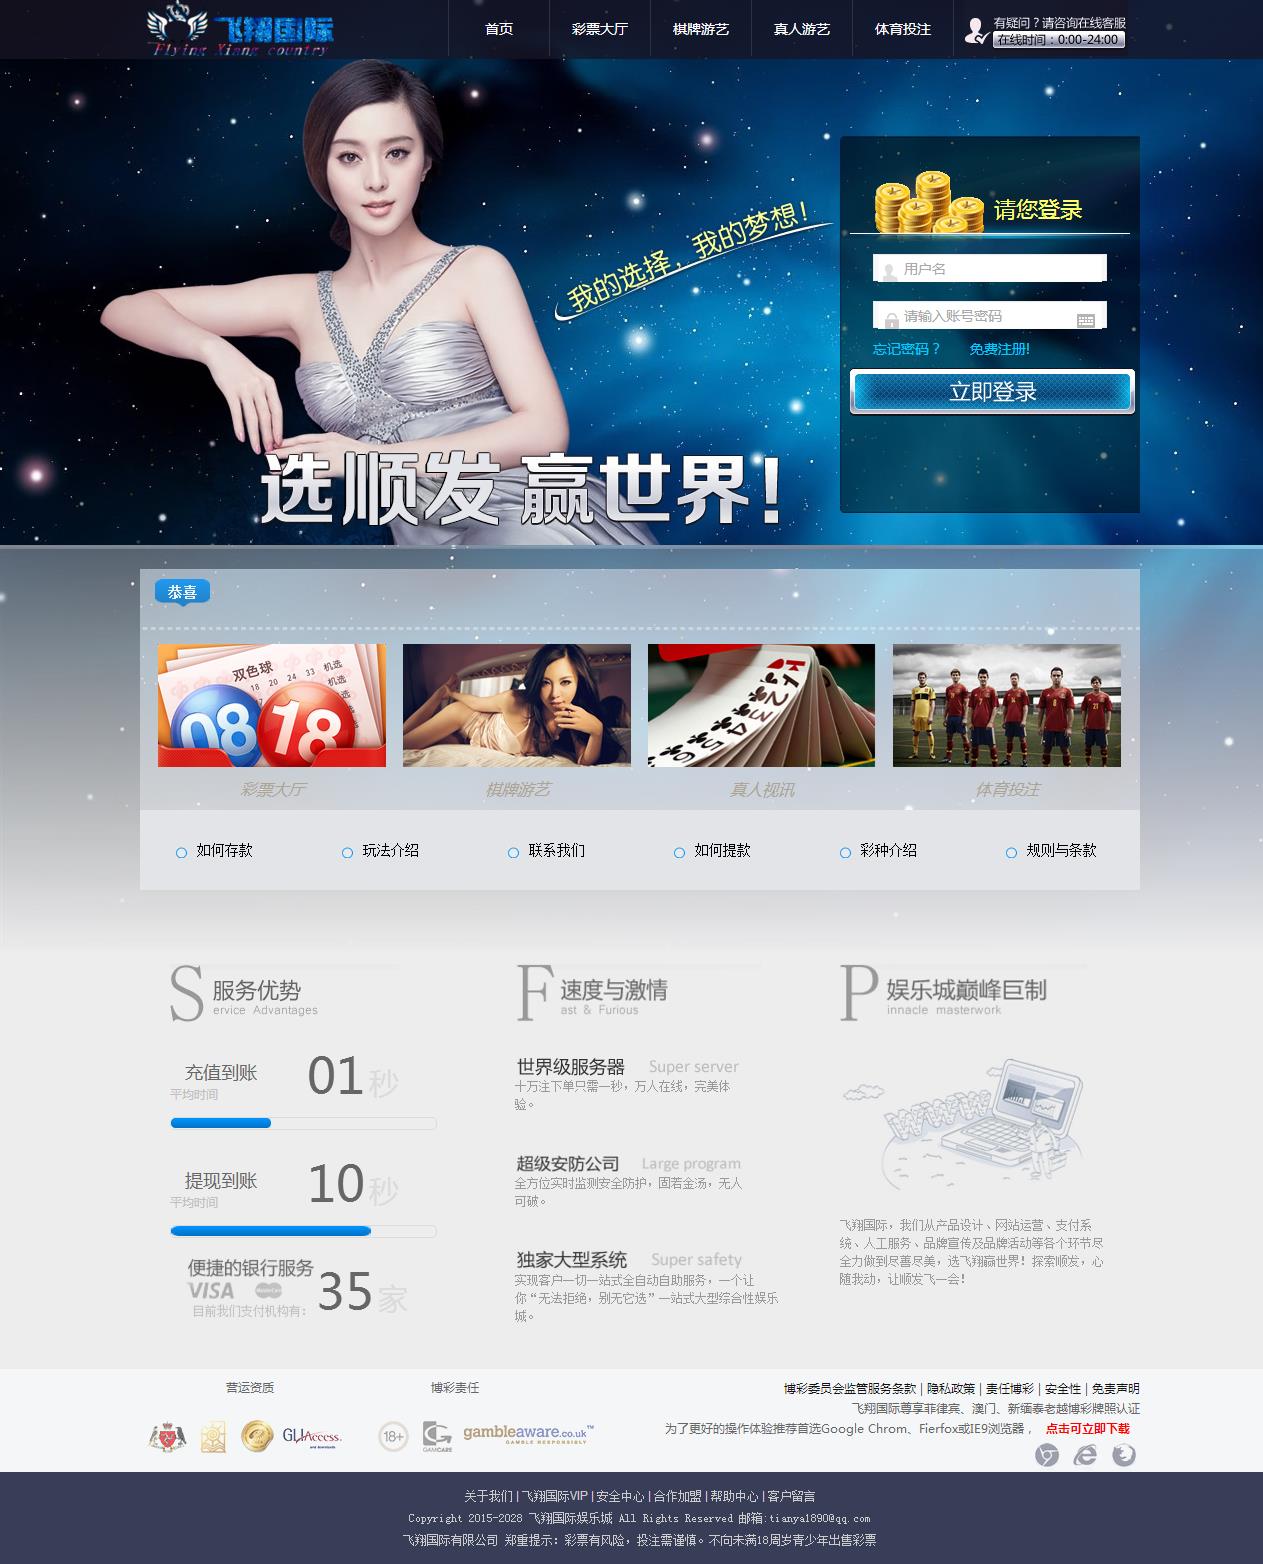 飞翔国际
Flying Xiang country
首页
彩票大厅
棋牌游艺
真人游艺
体育投注
有疑问？请咨询在线客服
在线时间：0:00-24:00
我的选择，我的梦想！
请您登录
用户名
请输入账号密码
忘记密码？ 免费注册!
立即登录
选顺发 赢世界！
恭喜
双色球 机选
18 20 24 33 机选
机选
08 18
彩票大厅
棋牌游艺
真人视讯
体育投注
如何存款
玩法介绍
联系我们
如何提款
彩种介绍
规则与条款
S 服务优势
ervice Advantages
F 速度与激情
ast & Furious
P 娱乐城巅峰巨制
innacle masterwork
充值到账 01秒
平均时间
提现到账 10秒
平均时间
便捷的银行服务 35家
VISA MasterCard
目前我们支付机构有：
世界级服务器 Super server
十万注下单只需一秒，万人在线，完美体
验。
超级安防公司 Large program
全方位实时监测安全防护，固若金汤，无人
可破。
独家大型系统 Super safety
实现客户一切一站式全自动自助服务，一个让
你“无法拒绝，别无它选”一站式大型综合性娱乐
城。
WWW
飞翔国际，我们从产品设计、网站运营、支付系
统、人工服务、品牌宣传及品牌活动等各个环节尽
全力做到尽善尽美，选飞翔赢世界！探索顺发，心
随我动，让顺发飞一会！
营运资质
博彩责任
GLIAccess
18+
GAMCARE
gambleaware.co.uk™
GAMBLE RESPONSIBLY
博彩委员会监管服务条款 | 隐私政策 | 责任博彩 | 安全性 | 免责声明
飞翔国际尊享菲律宾、澳门、新缅泰老越博彩牌照认证
为了更好的操作体验推荐首选Google Chrom、Fierfox或IE9浏览器， 点击可立即下载
关于我们 | 飞翔国际VIP | 安全中心 | 合作加盟 | 帮助中心 | 客户留言
Copyright 2015-2028 飞翔国际娱乐城 All Rights Reserved 邮箱:tianya1890@qq.com
飞翔国际有限公司 郑重提示：彩票有风险，投注需谨慎。不向未满18周岁青少年出售彩票